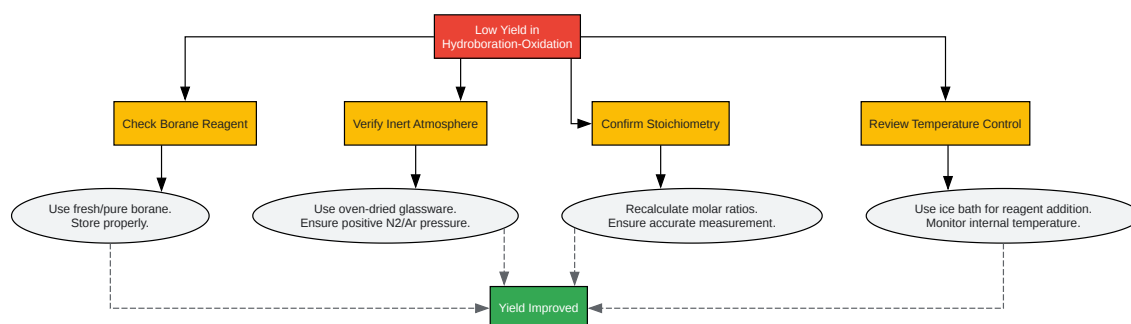 Low Yield in
Hydroboration-Oxidation
Check Borane Reagent
Verify Inert Atmosphere
Confirm Stoichiometry
Review Temperature Control
Use fresh/pure borane.
Store properly.
Use oven-dried glassware.
Ensure positive N2/Ar pressure.
Recalculate molar ratios.
Ensure accurate measurement.
Use ice bath for reagent addition.
Monitor internal temperature.
Yield Improved